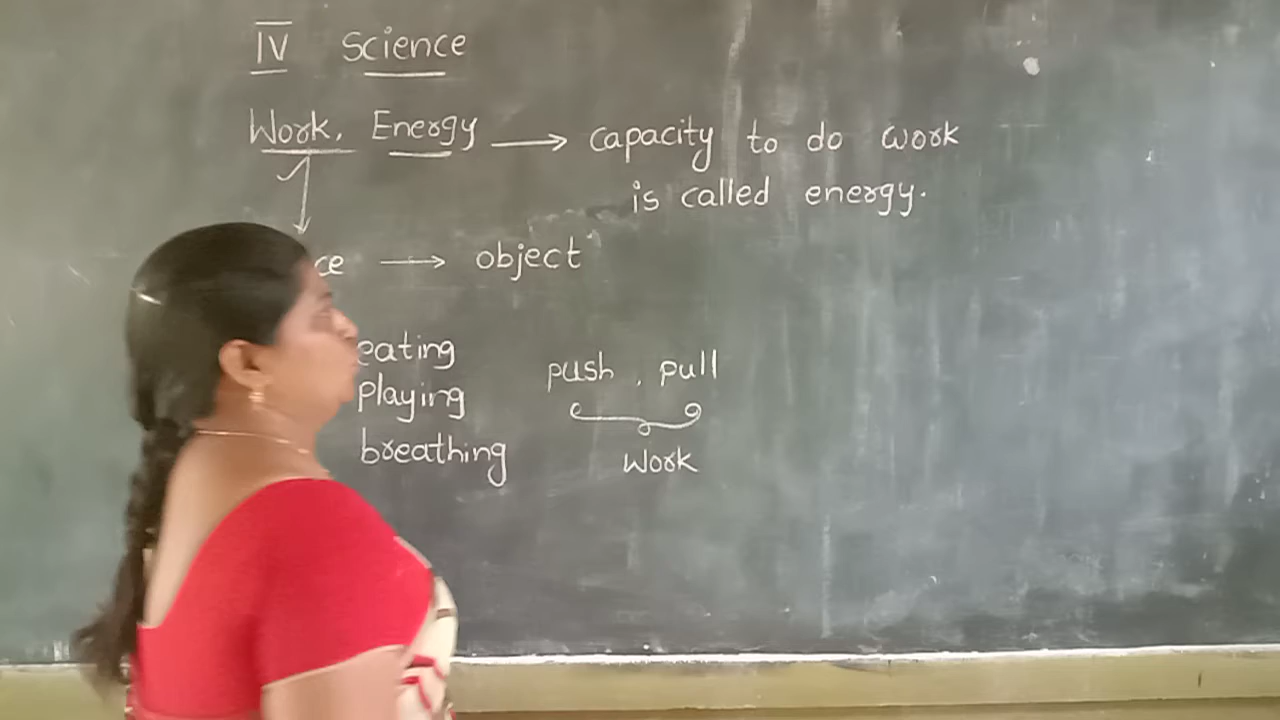 IV Science
Work, Energy → capacity to do work
is called energy.
→ object
eating
playing
breathing
push, pull
Work